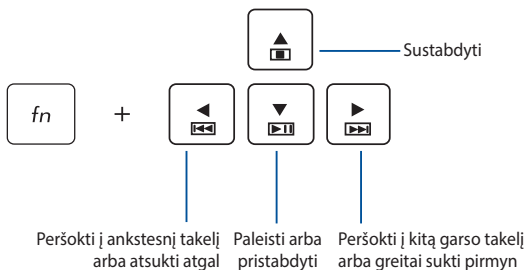 Sustabdyti
fn +
Peršokti į ankstesnį takelį
arba atsukti atgal
Paleisti arba
pristabdyti
Peršokti į kitą garso takelį
arba greitai sukti pirmyn